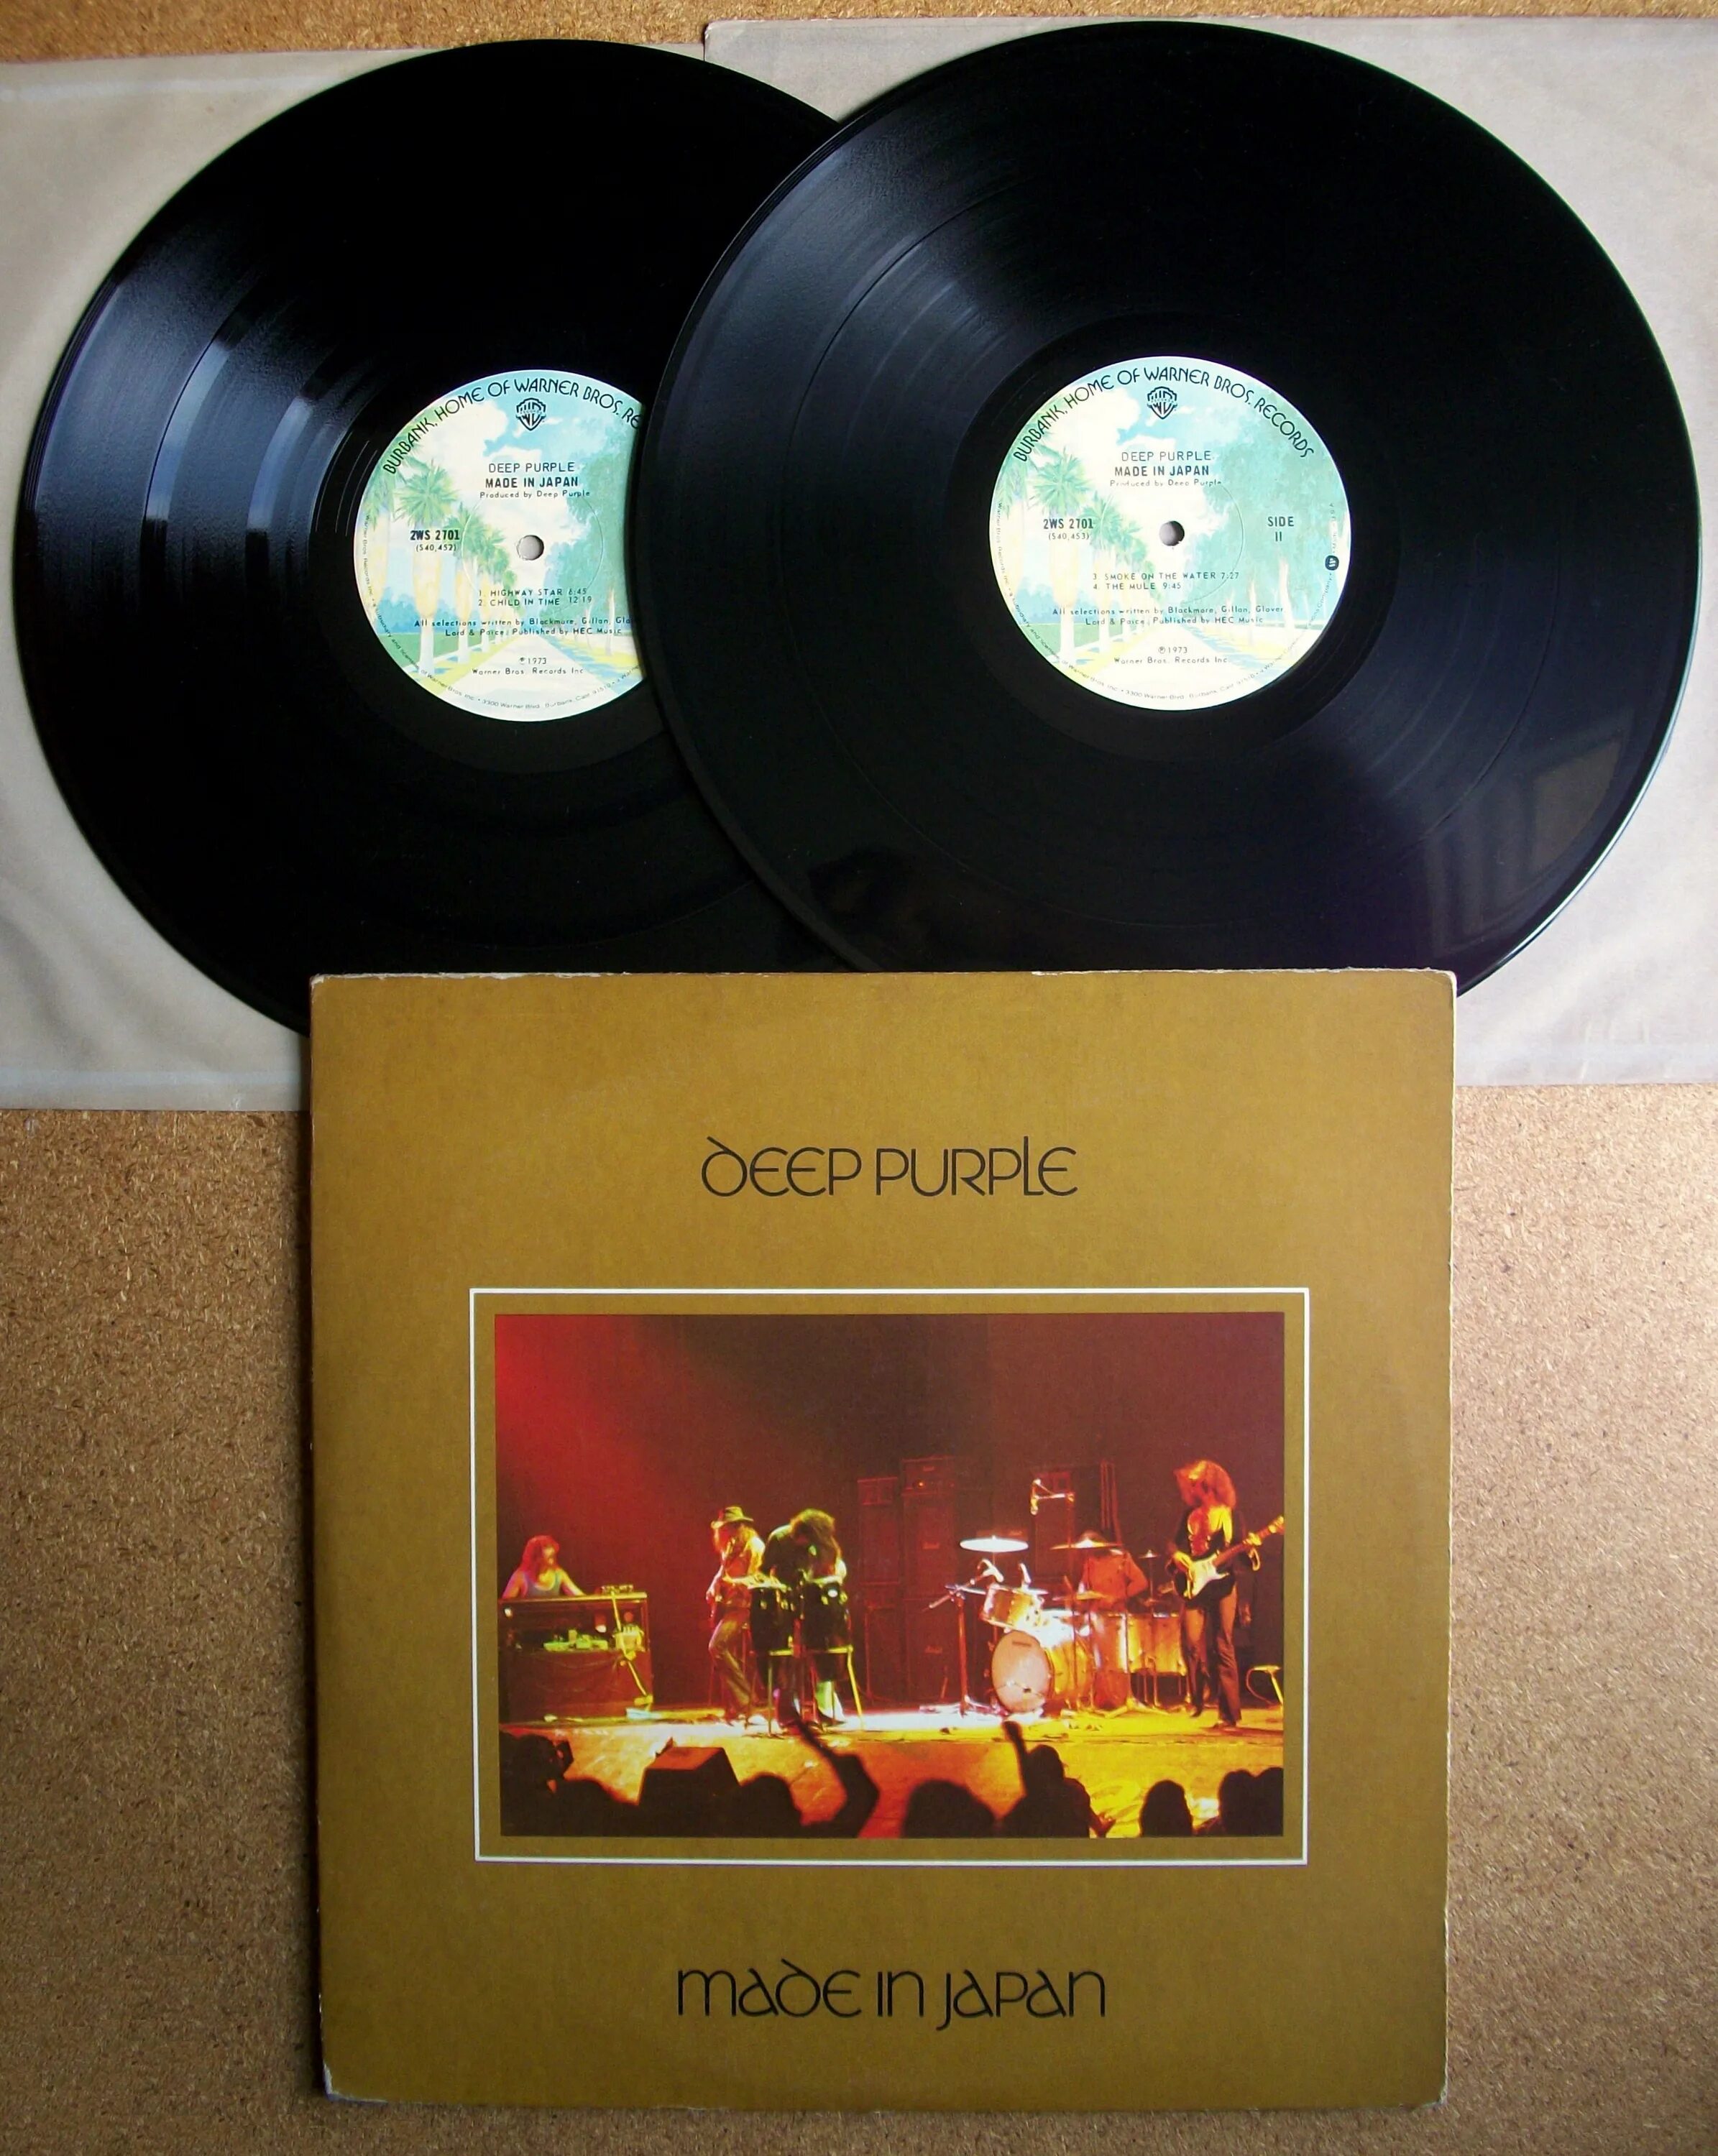 BURBANK, HOME OF WARNER BROS. RE
DEEP PURPLE
MADE IN JAPAN
Produced by Deep Purple
2WS 2701
(S40,452)
1. HIGHWAY STAR 6:45
2. CHILD IN TIME 12:19
All selections written by Blackmore, Gillan, Glo
Lord & Paice; Published by HEC Music
℗1973
Warner Bros. Records Inc.
BURBANK, HOME OF WARNER BROS. RECORDS
DEEP PURPLE
MADE IN JAPAN
Produced by Deep Purple
2WS 2701
(S40,453)
SIDE
II
3. SMOKE ON THE WATER 7:27
4. THE MULE 9:45
All selections written by Blackmore, Gillan, Glover
Lord & Paice; Published by HEC Music
℗1973
Warner Bros. Records Inc.
DEEP PURPLE
MADE IN JAPAN